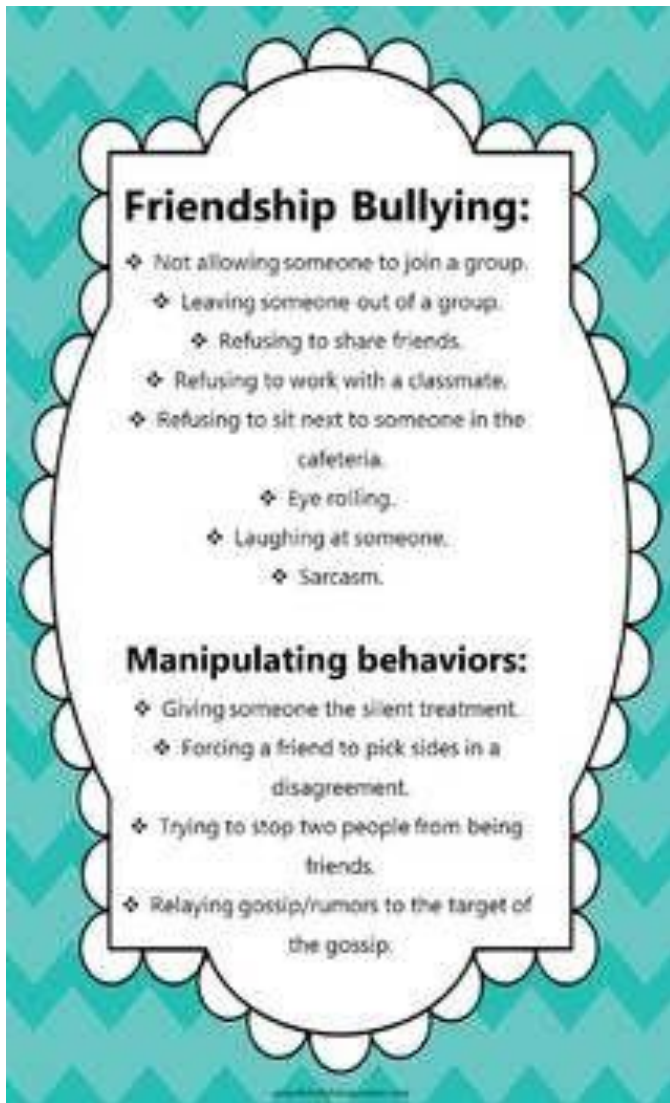 Friendship Bullying:
❖ Not allowing someone to join a group.
❖ Leaving someone out of a group.
❖ Refusing to share friends.
❖ Refusing to work with a classmate.
❖ Refusing to sit next to someone in the
cafeteria.
❖ Eye rolling.
❖ Laughing at someone.
❖ Sarcasm.
Manipulating behaviors:
❖ Giving someone the silent treatment.
❖ Forcing a friend to pick sides in a
disagreement.
❖ Trying to stop two people from being
friends.
❖ Relaying gossip/rumors to the target of
the gossip.